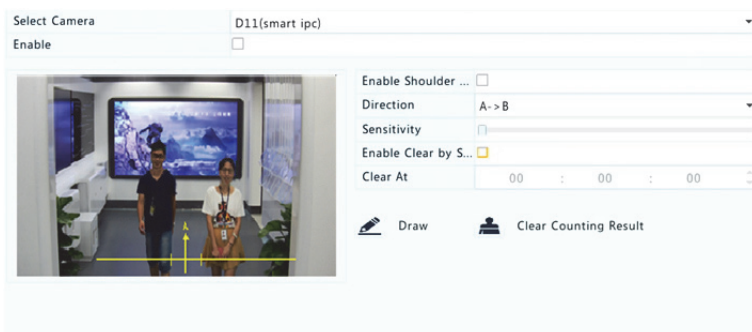 Select Camera
D11(smart ipc)
Enable
Enable Shoulder ...
Direction
A->B
Sensitivity
Enable Clear by S...
Clear At
00 : 00 : 00
Draw
Clear Counting Result
A